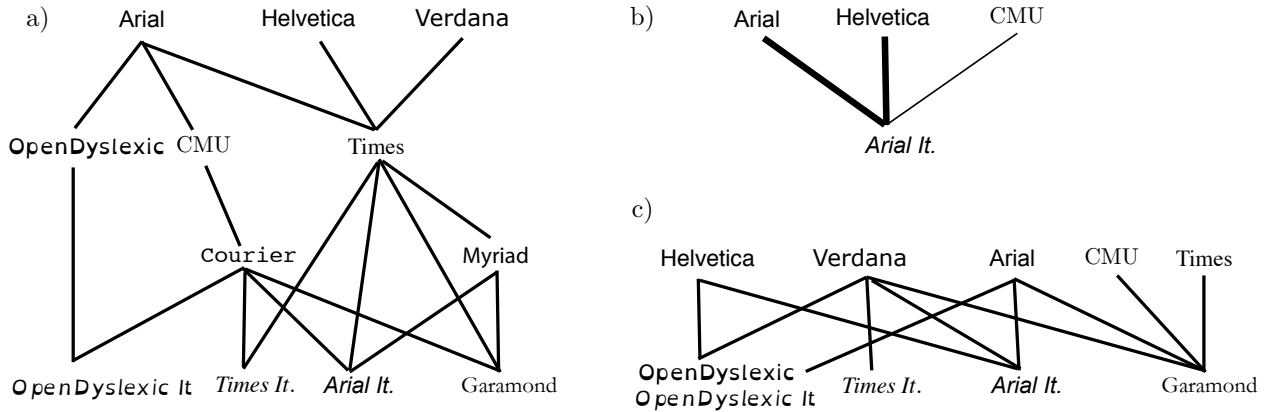 a)
Arial Helvetica Verdana
OpenDyslexic CMU Times
Courier Myriad
OpenDyslexic It Times It. Arial It. Garamond
b)
Arial Helvetica CMU
Arial It.
c)
Helvetica Verdana Arial CMU Times
OpenDyslexic
OpenDyslexic It Times It. Arial It. Garamond